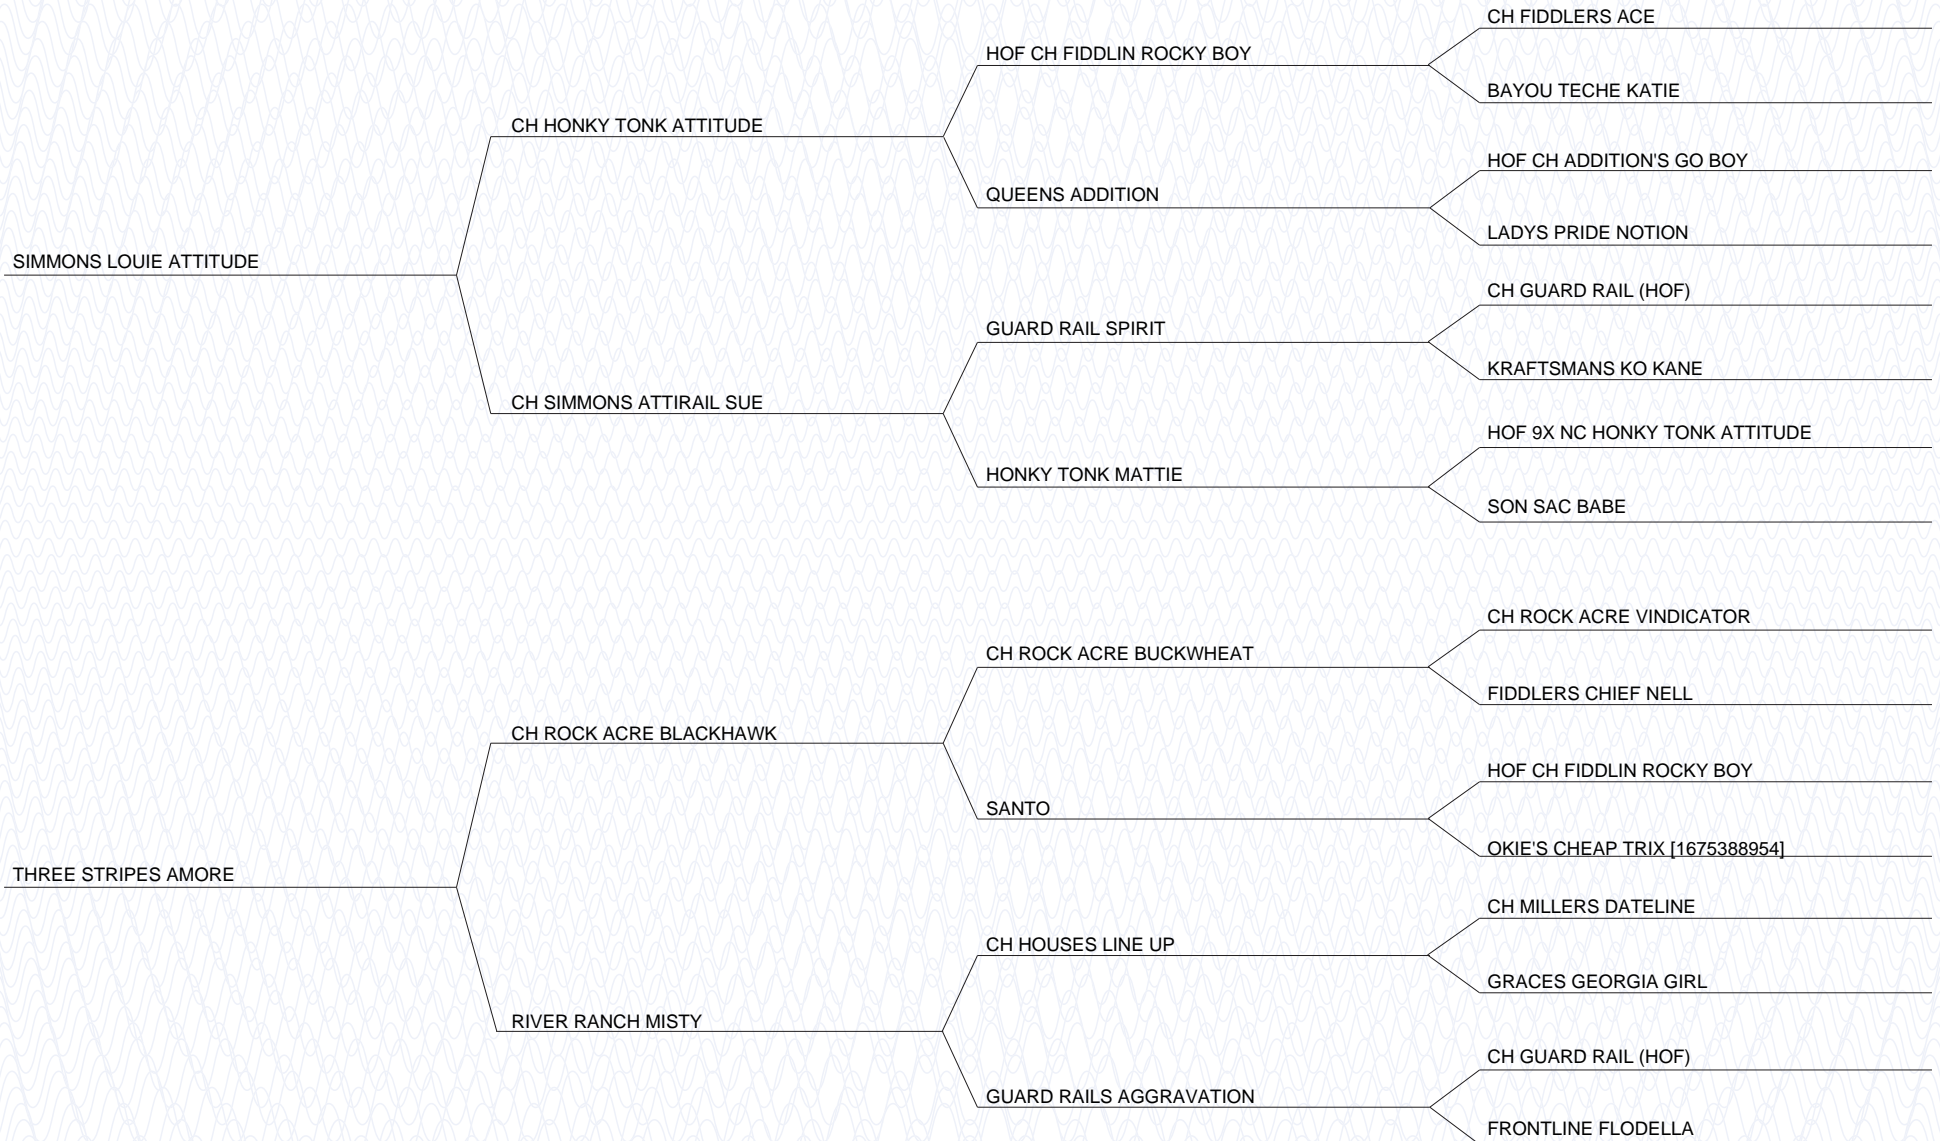 CH FIDDLERS ACE
HOF CH FIDDLIN ROCKY BOY
BAYOU TECHE KATIE
CH HONKY TONK ATTITUDE
HOF CH ADDITION'S GO BOY
QUEENS ADDITION
LADYS PRIDE NOTION
SIMMONS LOUIE ATTITUDE
CH GUARD RAIL (HOF)
GUARD RAIL SPIRIT
KRAFTSMANS KO KANE
CH SIMMONS ATTIRAIL SUE
HOF 9X NC HONKY TONK ATTITUDE
HONKY TONK MATTIE
SON SAC BABE
CH ROCK ACRE VINDICATOR
CH ROCK ACRE BUCKWHEAT
FIDDLERS CHIEF NELL
CH ROCK ACRE BLACKHAWK
HOF CH FIDDLIN ROCKY BOY
SANTO
OKIE'S CHEAP TRIX [1675388954]
THREE STRIPES AMORE
CH MILLERS DATELINE
CH HOUSES LINE UP
GRACES GEORGIA GIRL
RIVER RANCH MISTY
CH GUARD RAIL (HOF)
GUARD RAILS AGGRAVATION
FRONTLINE FLODELLA